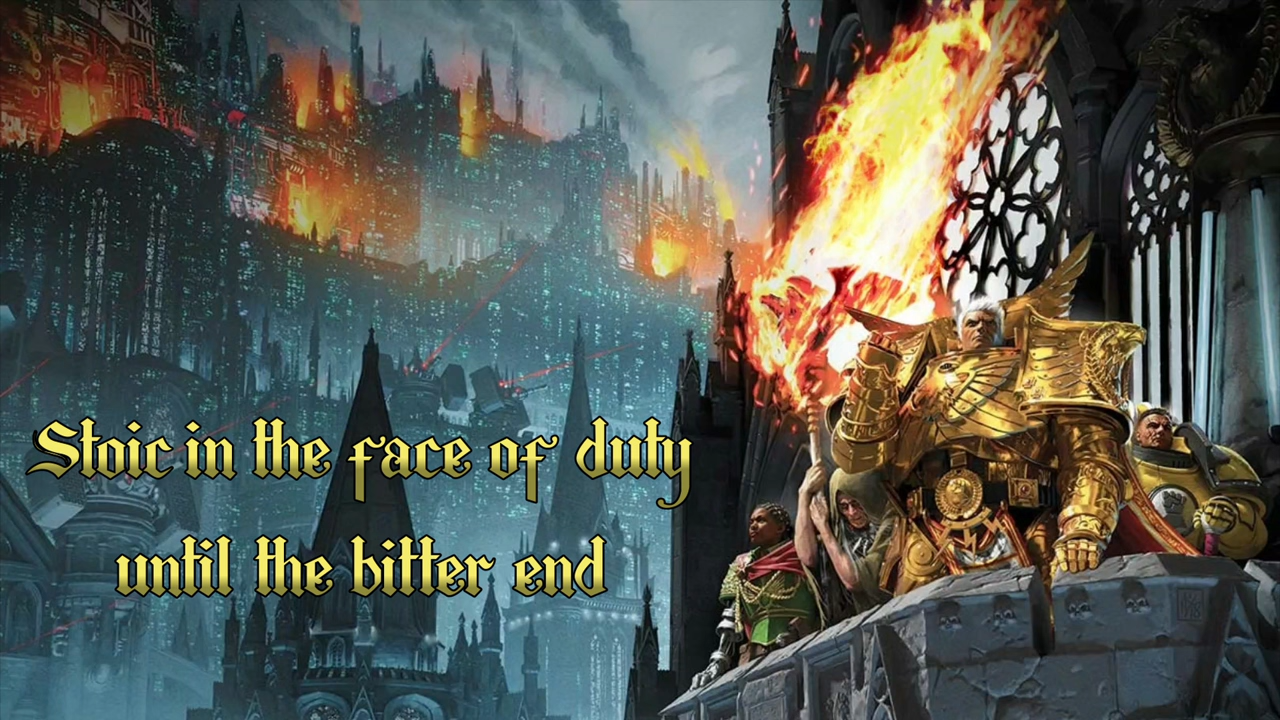 Stoic in the face of duty
until the bitter end